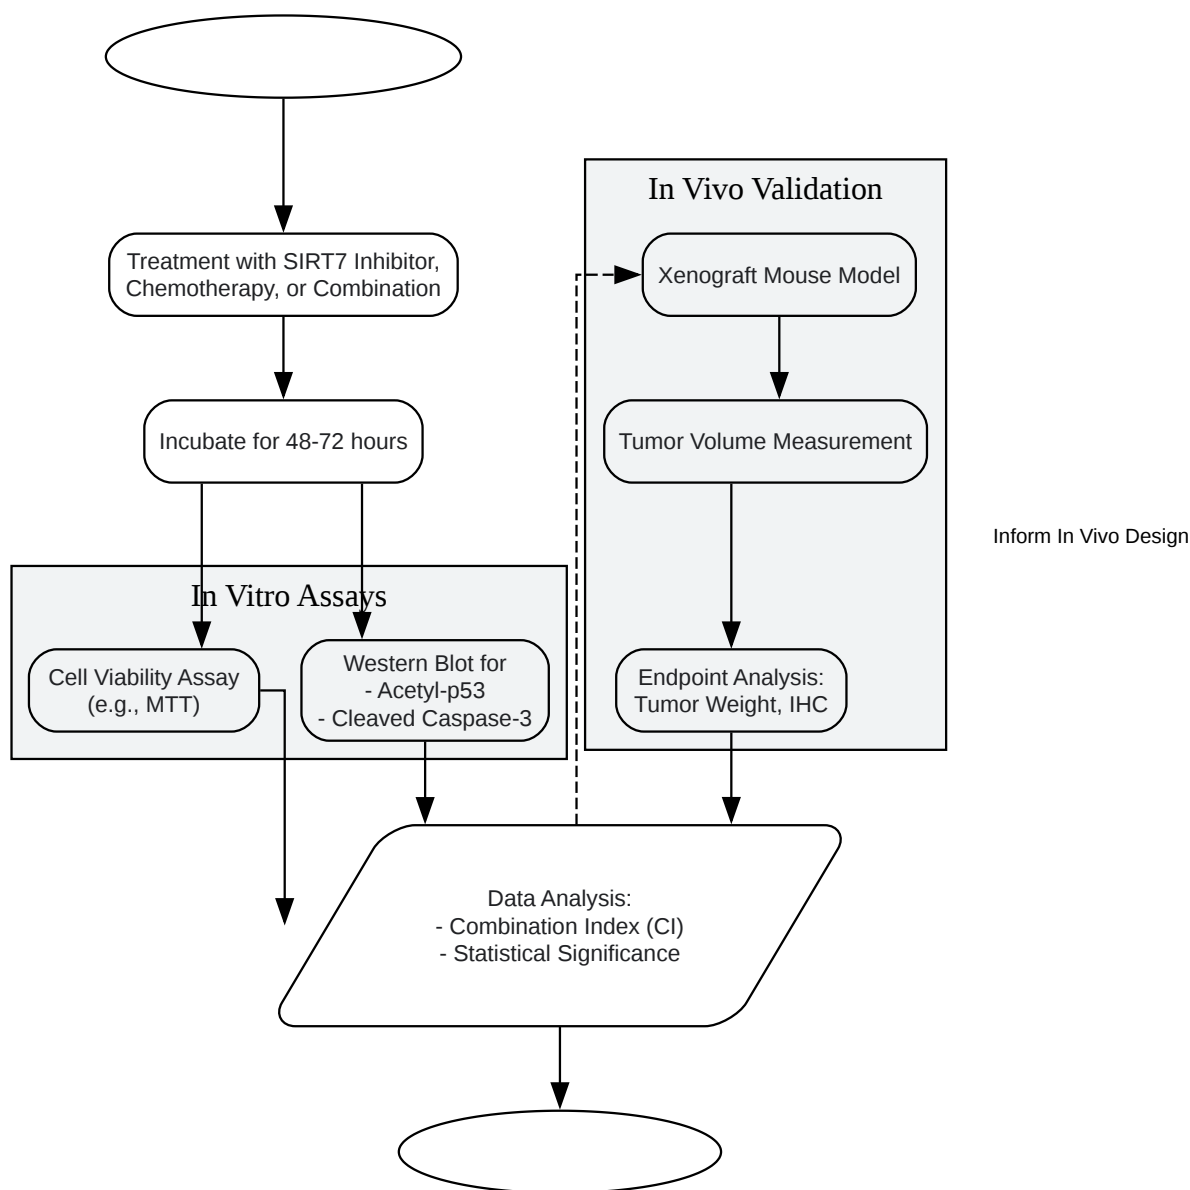 In Vivo Validation
Treatment with SIRT7 Inhibitor,
Chemotherapy, or Combination
Xenograft Mouse Model
Incubate for 48-72 hours
Tumor Volume Measurement
Inform In Vivo Design
In Vitro Assays
Cell Viability Assay
(e.g., MTT)
Western Blot for
- Acetyl-p53
- Cleaved Caspase-3
Endpoint Analysis:
Tumor Weight, IHC
Data Analysis:
- Combination Index (CI)
- Statistical Significance